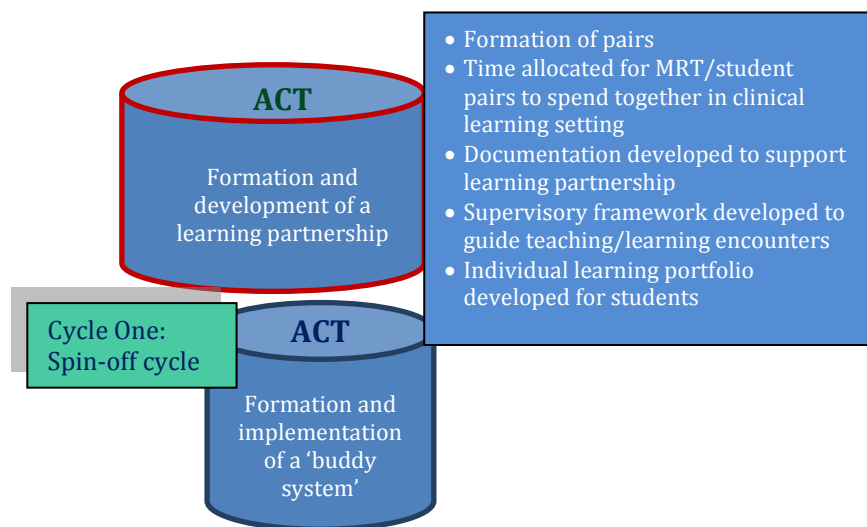 ACT
Formation and
development of a
learning partnership
• Formation of pairs
• Time allocated for MRT/student
pairs to spend together in clinical
learning setting
• Documentation developed to support
learning partnership
• Supervisory framework developed to
guide teaching/learning encounters
• Individual learning portfolio
developed for students
Cycle One:
Spin-off cycle
ACT
Formation and
implementation
of a ‘buddy
system’